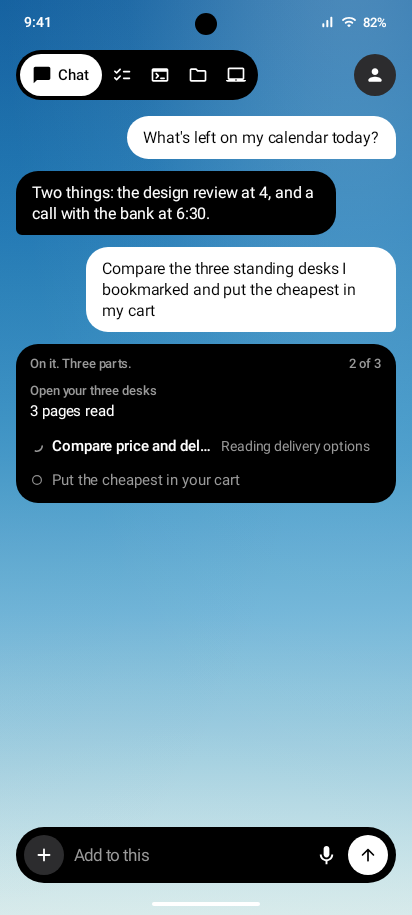 9:41
82%
Chat
What's left on my calendar today?
Two things: the design review at 4, and a
call with the bank at 6:30.
Compare the three standing desks I
bookmarked and put the cheapest in
my cart
On it. Three parts.
2 of 3
Open your three desks
3 pages read
Compare price and del...
Reading delivery options
Put the cheapest in your cart
Add to this